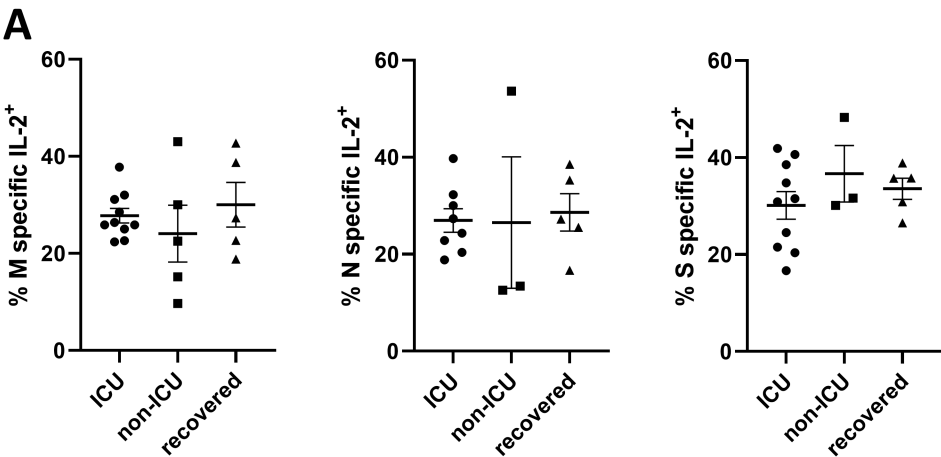 A
% M specific IL-2+
60
40
20
0
ICU
non-ICU
recovered
% N specific IL-2+
60
40
20
0
ICU
non-ICU
recovered
% S specific IL-2+
60
40
20
0
ICU
non-ICU
recovered